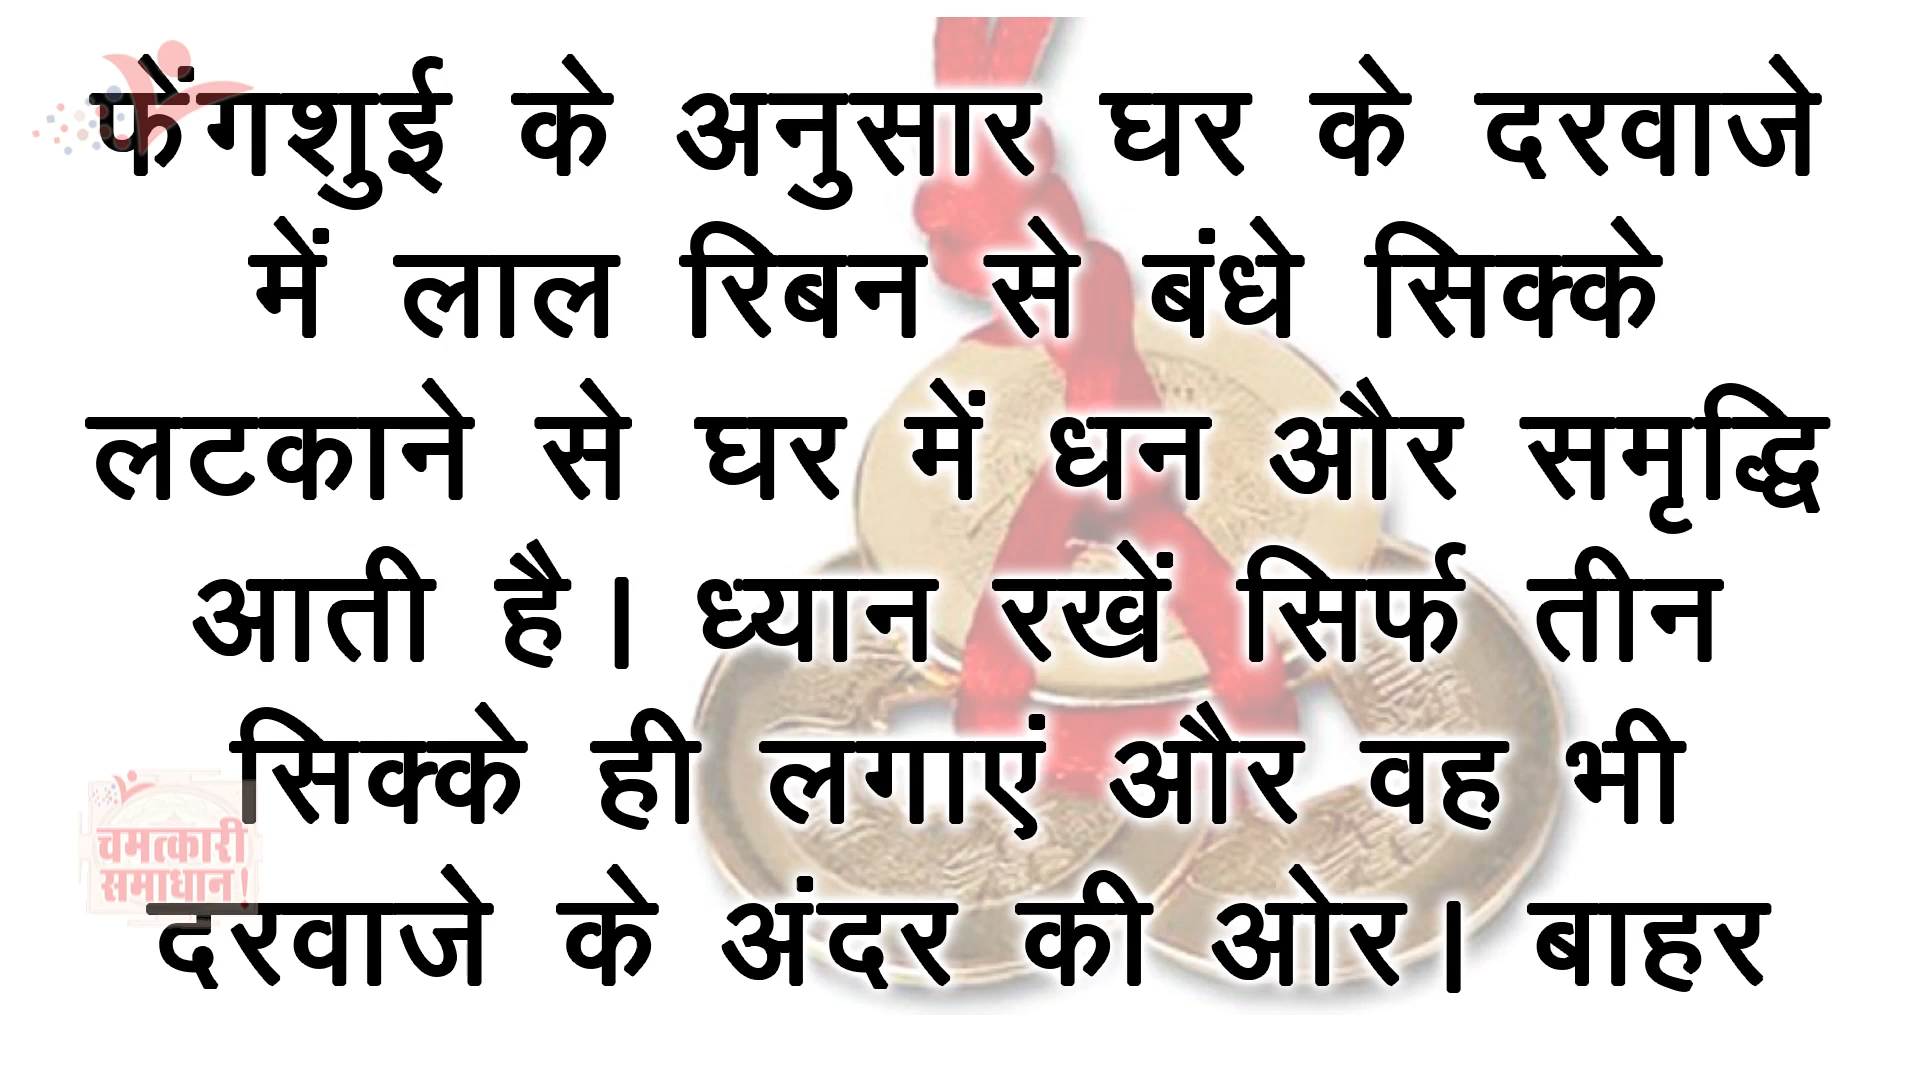 फेंगशुई के अनुसार घर के दरवाजे
में लाल रिबन से बंधे सिक्के
लटकाने से घर में धन और समृद्धि
आती है। ध्यान रखें सिर्फ तीन
सिक्के ही लगाएं और वह भी
दरवाजे के अंदर की ओर। बाहर
चमत्कारी
समाधान!